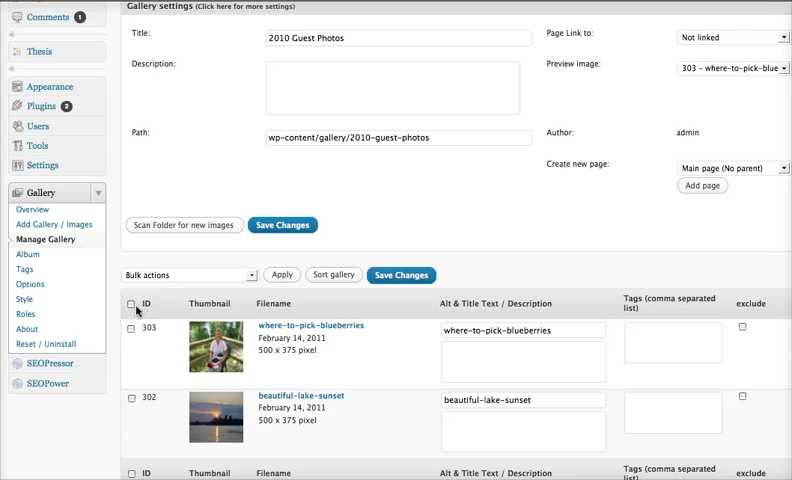 Gallery settings (Click here for more settings)
Comments 1
Thesis
Appearance
Plugins 2
Users
Tools
Settings
Gallery
Overview
Add Gallery / Images
Manage Gallery
Album
Tags
Options
Style
Roles
About
Reset / Uninstall
SEOPressor
SEOPower
Title: 2010 Guest Photos
Page Link to: Not linked
Description:
Preview image: 303 - where-to-pick-blue
Path: wp-content/gallery/2010-guest-photos
Author: admin
Create new page: Main page (No parent)
Add page
Scan Folder for new images Save Changes
Bulk actions Apply Sort gallery Save Changes
ID Thumbnail Filename Alt & Title Text / Description Tags (comma separated list) exclude
303 where-to-pick-blueberries where-to-pick-blueberries
February 14, 2011
500 x 375 pixel
302 beautiful-lake-sunset beautiful-lake-sunset
February 14, 2011
500 x 375 pixel
ID Thumbnail Filename Alt & Title Text / Description Tags (comma separated list) exclude